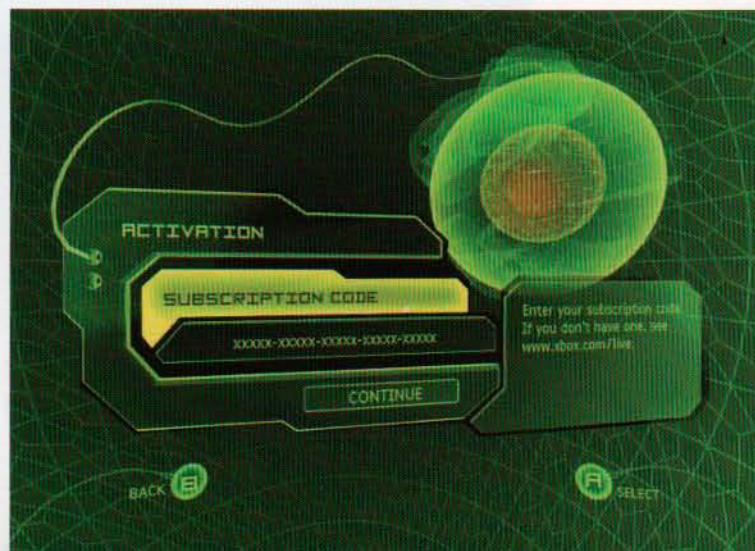 ACTIVATION
SUBSCRIPTION CODE
xxxxx-xxxxx-xxxxx-xxxxx-xxxxx
CONTINUE
Enter your subscription code.
If you don't have one, see
www.xbox.com/live.
BACK B
A SELECT